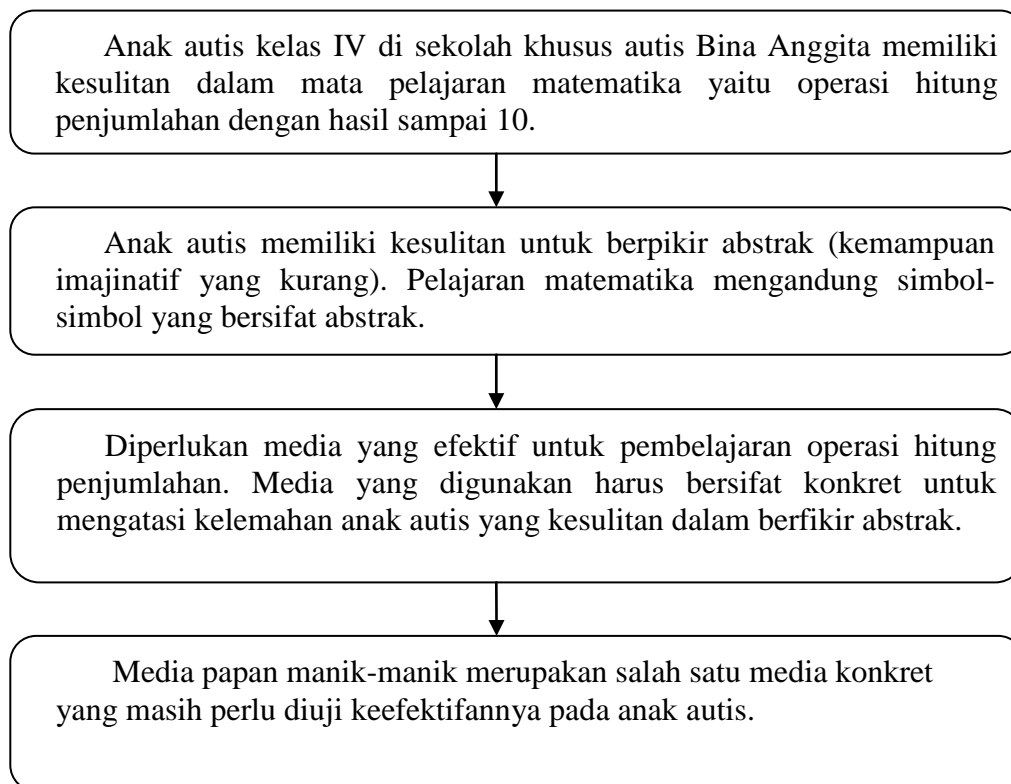 Anak autis kelas IV di sekolah khusus autis Bina Anggita memiliki
kesulitan dalam mata pelajaran matematika yaitu operasi hitung
penjumlahan dengan hasil sampai 10.
Anak autis memiliki kesulitan untuk berpikir abstrak (kemampuan
imajinatif yang kurang). Pelajaran matematika mengandung simbol-
simbol yang bersifat abstrak.
Diperlukan media yang efektif untuk pembelajaran operasi hitung
penjumlahan. Media yang digunakan harus bersifat konkret untuk
mengatasi kelemahan anak autis yang kesulitan dalam berfikir abstrak.
Media papan manik-manik merupakan salah satu media konkret
yang masih perlu diuji keefektifannya pada anak autis.